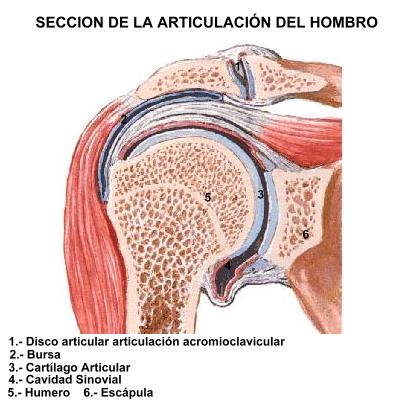 SECCION DE LA ARTICULACIÓN DEL HOMBRO
1
2
3
5
6
4
1.- Disco articular articulación acromioclavicular
2.- Bursa
3.- Cartílago Articular
4.- Cavidad Sinovial
5.- Humero 6.- Escápula